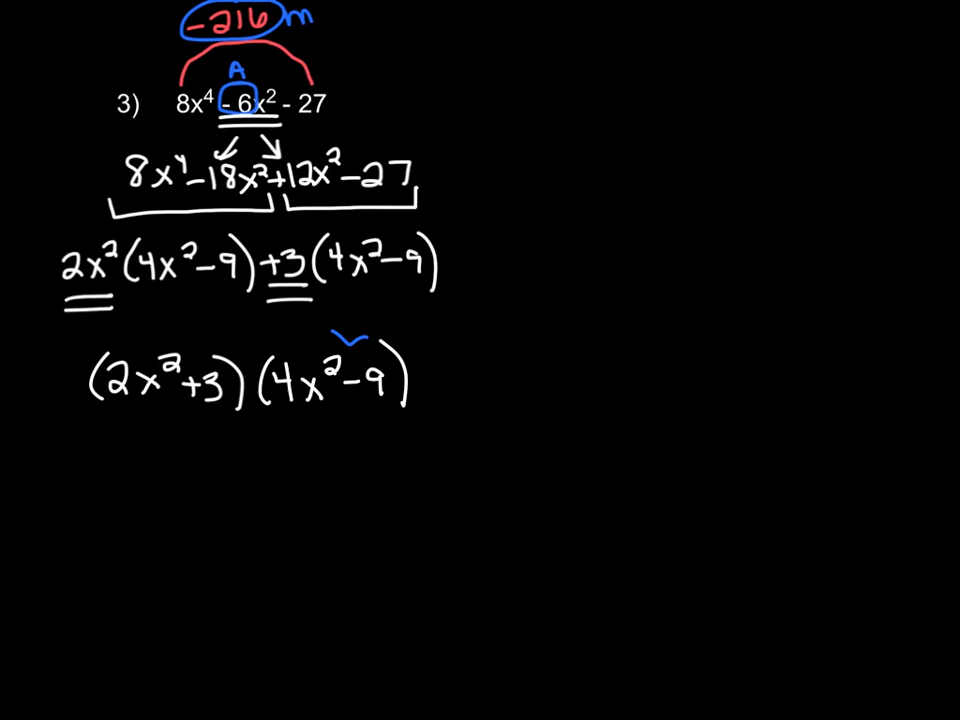 -216 m
A
3) 8x⁴ - 6x² - 27
8x⁴-18x²+12x²-27
2x²(4x²-9)+3(4x²-9)
(2x²+3)(4x²-9)